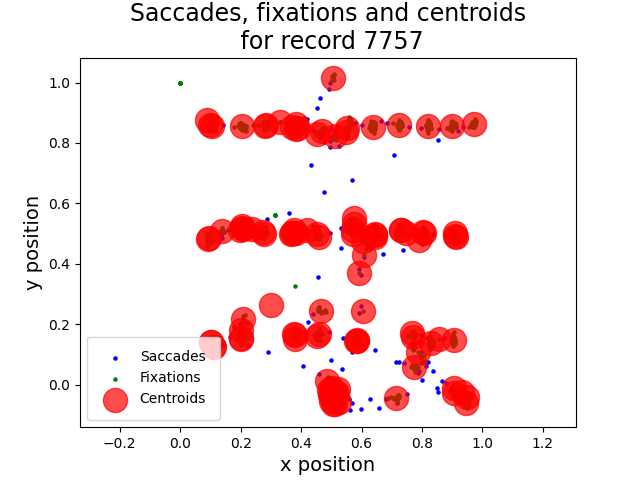 Saccades, fixations and centroids
for record 7757
1.0
0.8
0.6
0.4
0.2
0.0
y position
Saccades
Fixations
Centroids
−0.2 0.0 0.2 0.4 0.6 0.8 1.0 1.2
x position